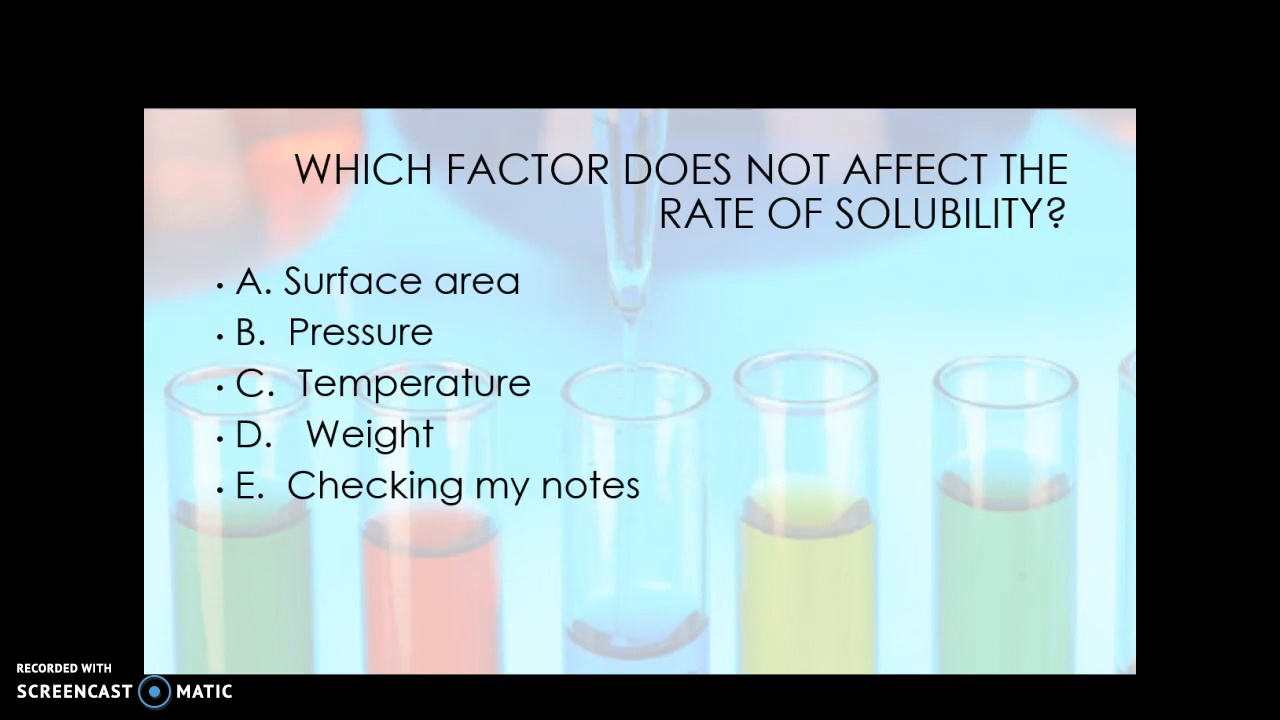 WHICH FACTOR DOES NOT AFFECT THE
RATE OF SOLUBILITY?
• A. Surface area
• B. Pressure
• C. Temperature
• D. Weight
• E. Checking my notes
RECORDED WITH
SCREENCAST MATIC